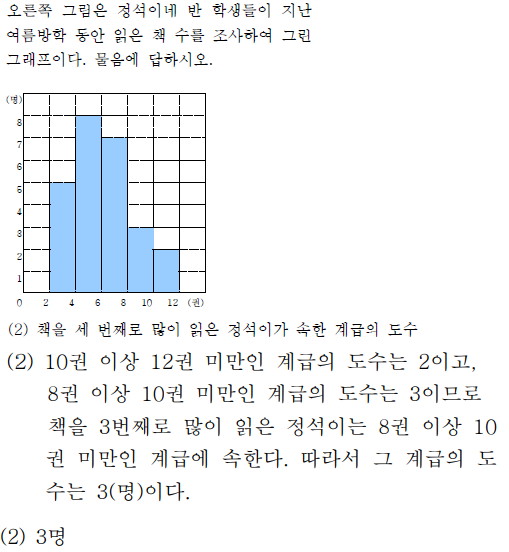 오른쪽 그림은 정석이네 반 학생들이 지난
여름방학 동안 읽은 책 수를 조사하여 그린
그래프이다. 물음에 답하시오.
(명)
8
7
6
5
4
3
2
1
0 2 4 6 8 10 12 (권)
(2) 책을 세 번째로 많이 읽은 정석이가 속한 계급의 도수
(2) 10권 이상 12권 미만인 계급의 도수는 2이고,
8권 이상 10권 미만인 계급의 도수는 3이므로
책을 3번째로 많이 읽은 정석이는 8권 이상 10
권 미만인 계급에 속한다. 따라서 그 계급의 도
수는 3(명)이다.
(2) 3명